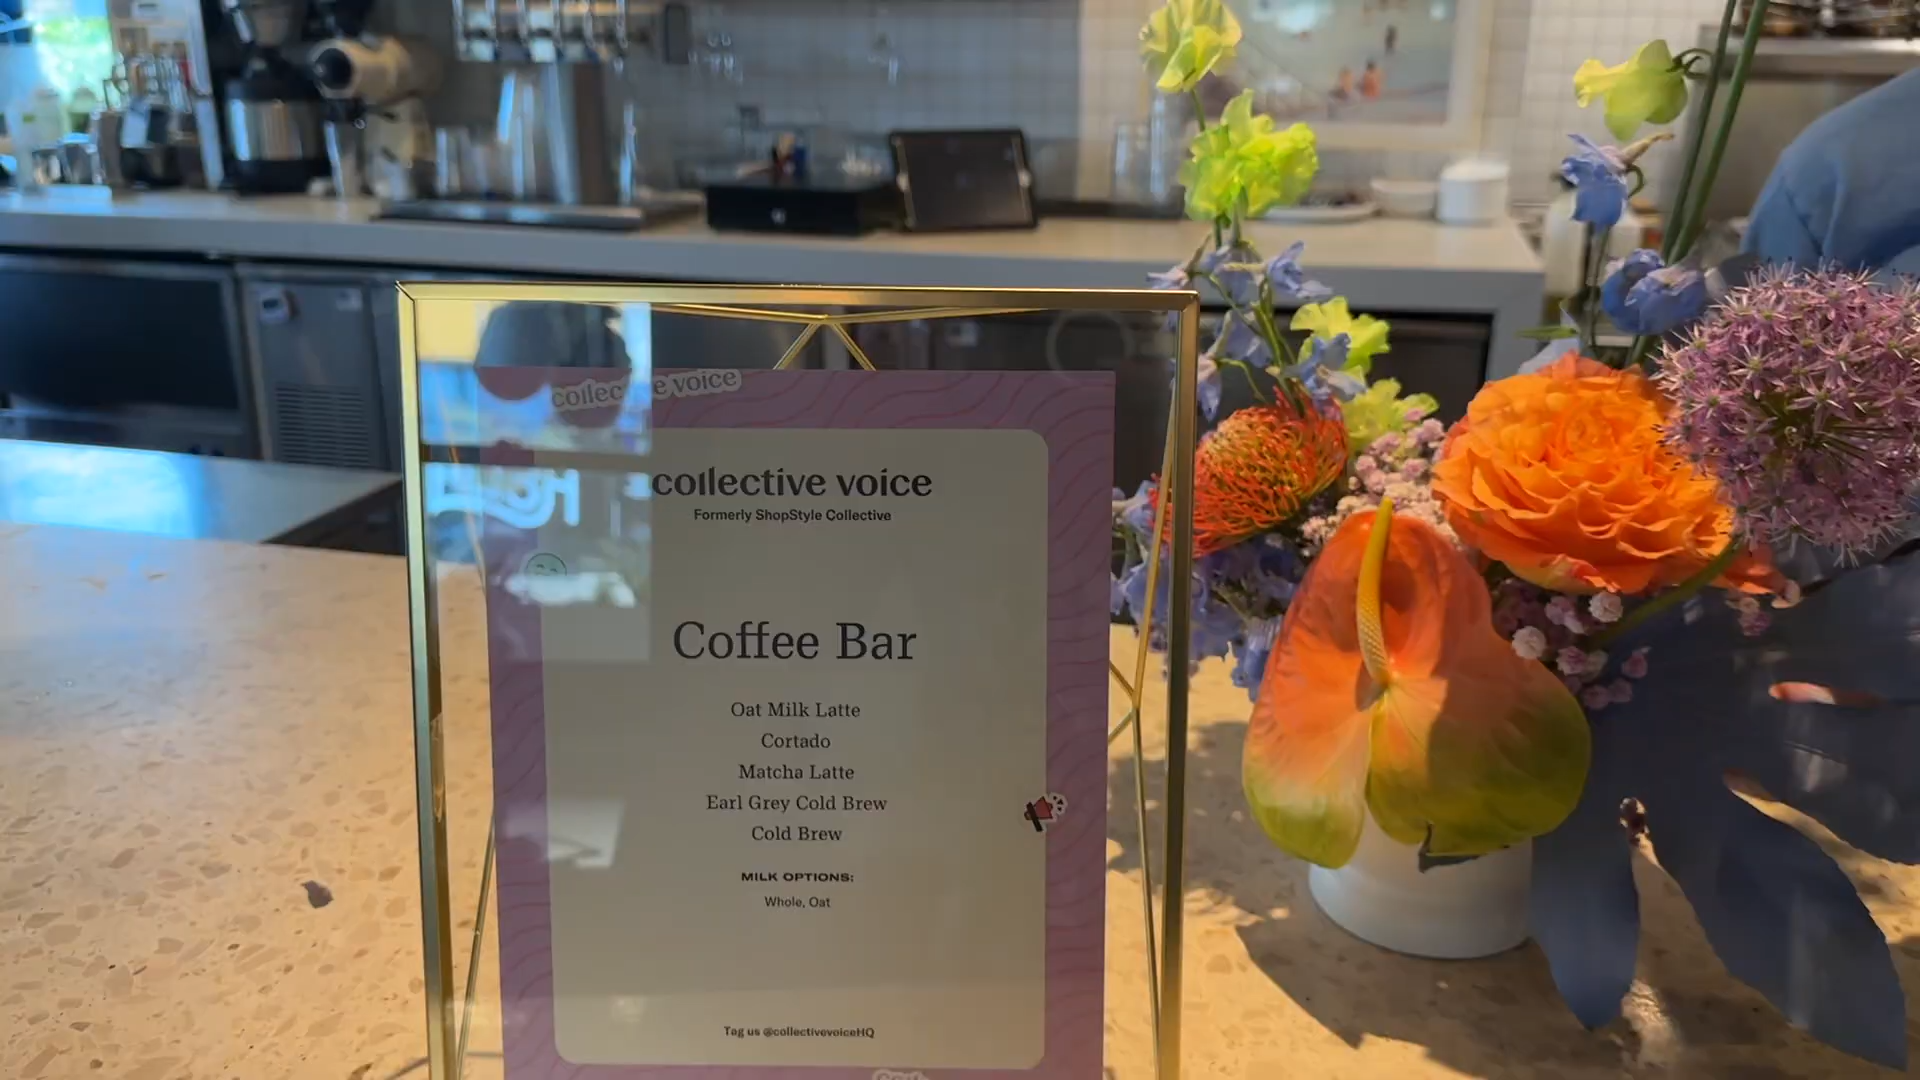 collective voice
collective voice
Formerly ShopStyle Collective
Coffee Bar
Oat Milk Latte
Cortado
Matcha Latte
Earl Grey Cold Brew
Cold Brew
MILK OPTIONS:
Whole, Oat
Tag us @collectivevoiceHQ